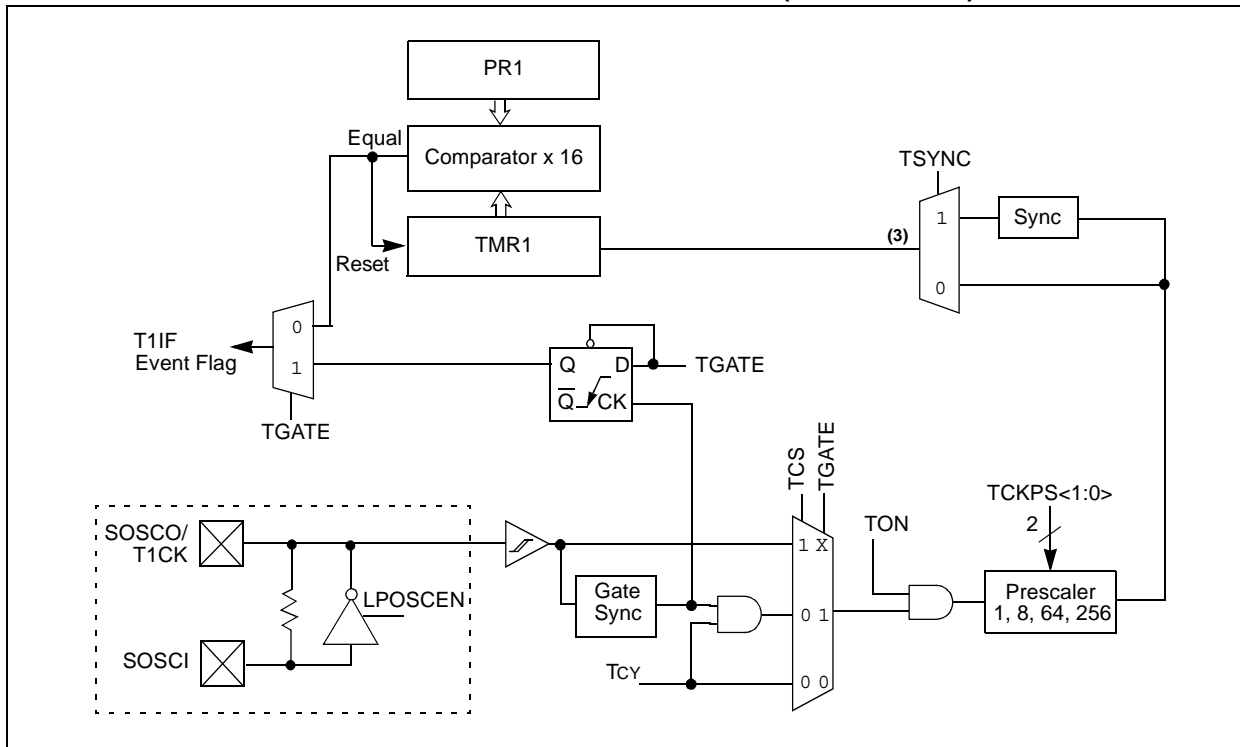 PR1
Equal
Comparator x 16
TSYNC
1
Sync
(3)
TMR1
Reset
0
0
T1IF
Event Flag
1
Q
D
TGATE
Q
CK
TGATE
TCS
TGATE
TCKPS<1:0>
2
SOSCO/
T1CK
TON
1 X
LPOSCEN
Gate
Sync
0 1
Prescaler
1, 8, 64, 256
SOSCI
TCY
0 0